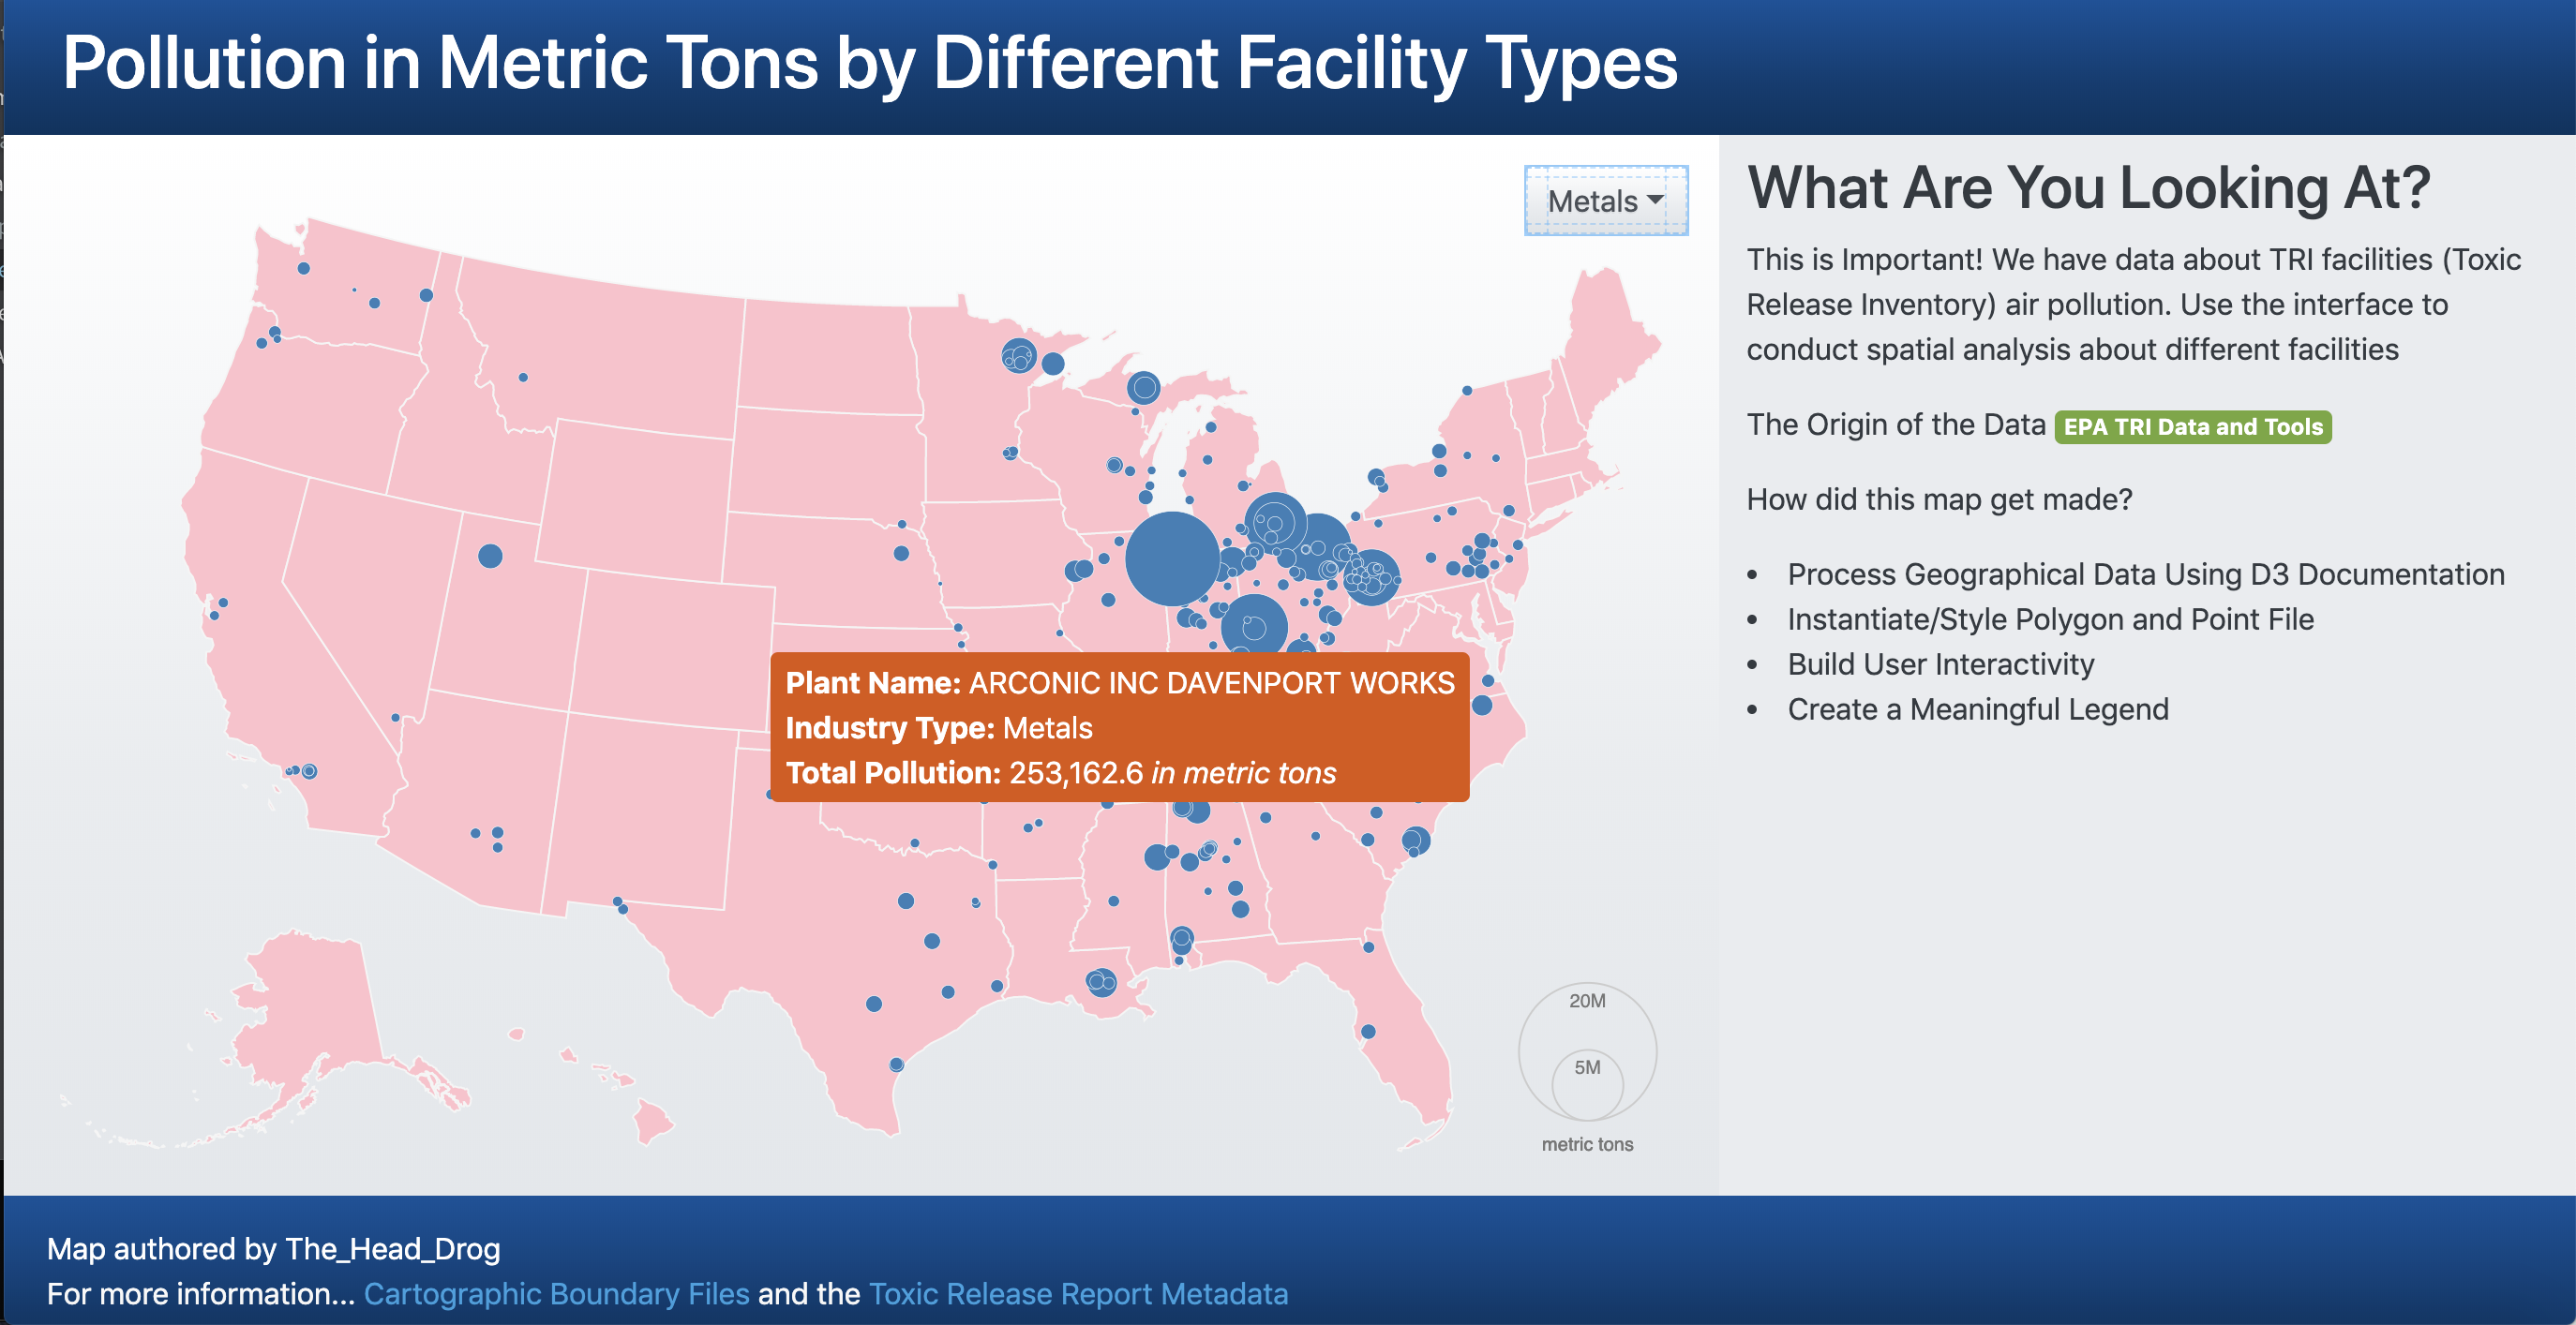 Pollution in Metric Tons by Different Facility Types
Metals
What Are You Looking At?
This is Important! We have data about TRI facilities (Toxic
Release Inventory) air pollution. Use the interface to
conduct spatial analysis about different facilities
The Origin of the Data EPA TRI Data and Tools
How did this map get made?
• Process Geographical Data Using D3 Documentation
• Instantiate/Style Polygon and Point File
• Build User Interactivity
• Create a Meaningful Legend
Plant Name: ARCONIC INC DAVENPORT WORKS
Industry Type: Metals
Total Pollution: 253,162.6 in metric tons
20M
5M
metric tons
Map authored by The_Head_Drog
For more information... Cartographic Boundary Files and the Toxic Release Report Metadata